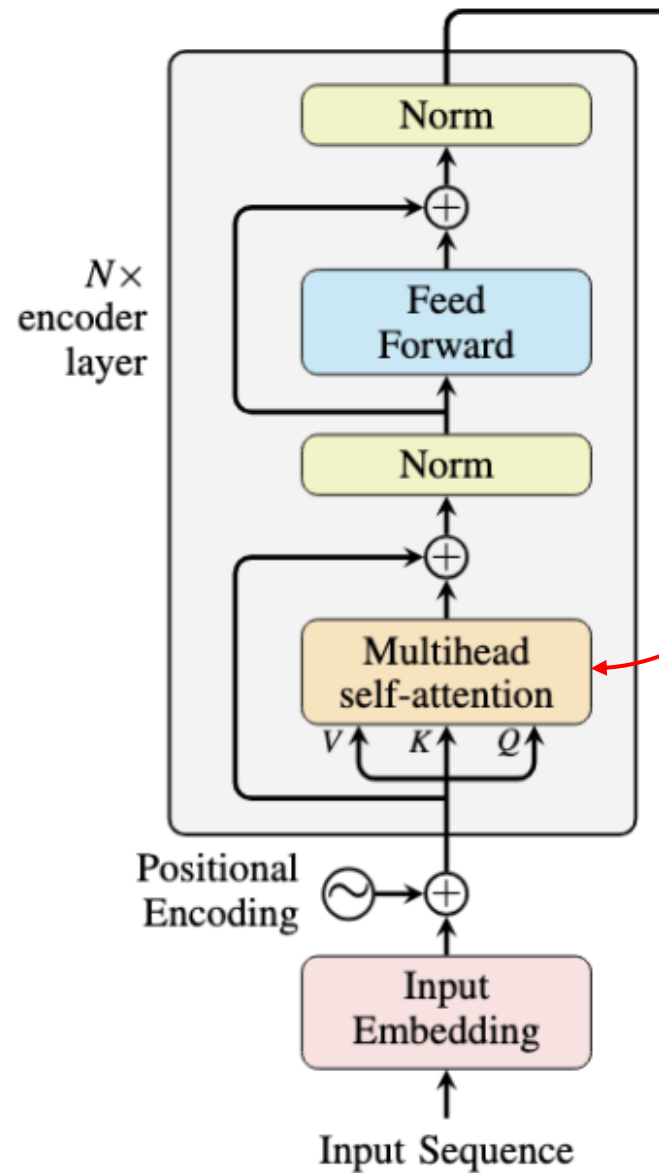 Norm
Feed
Forward
N×
encoder
layer
Norm
Multihead
self-attention
V K Q
Positional
Encoding
Input
Embedding
Input Sequence